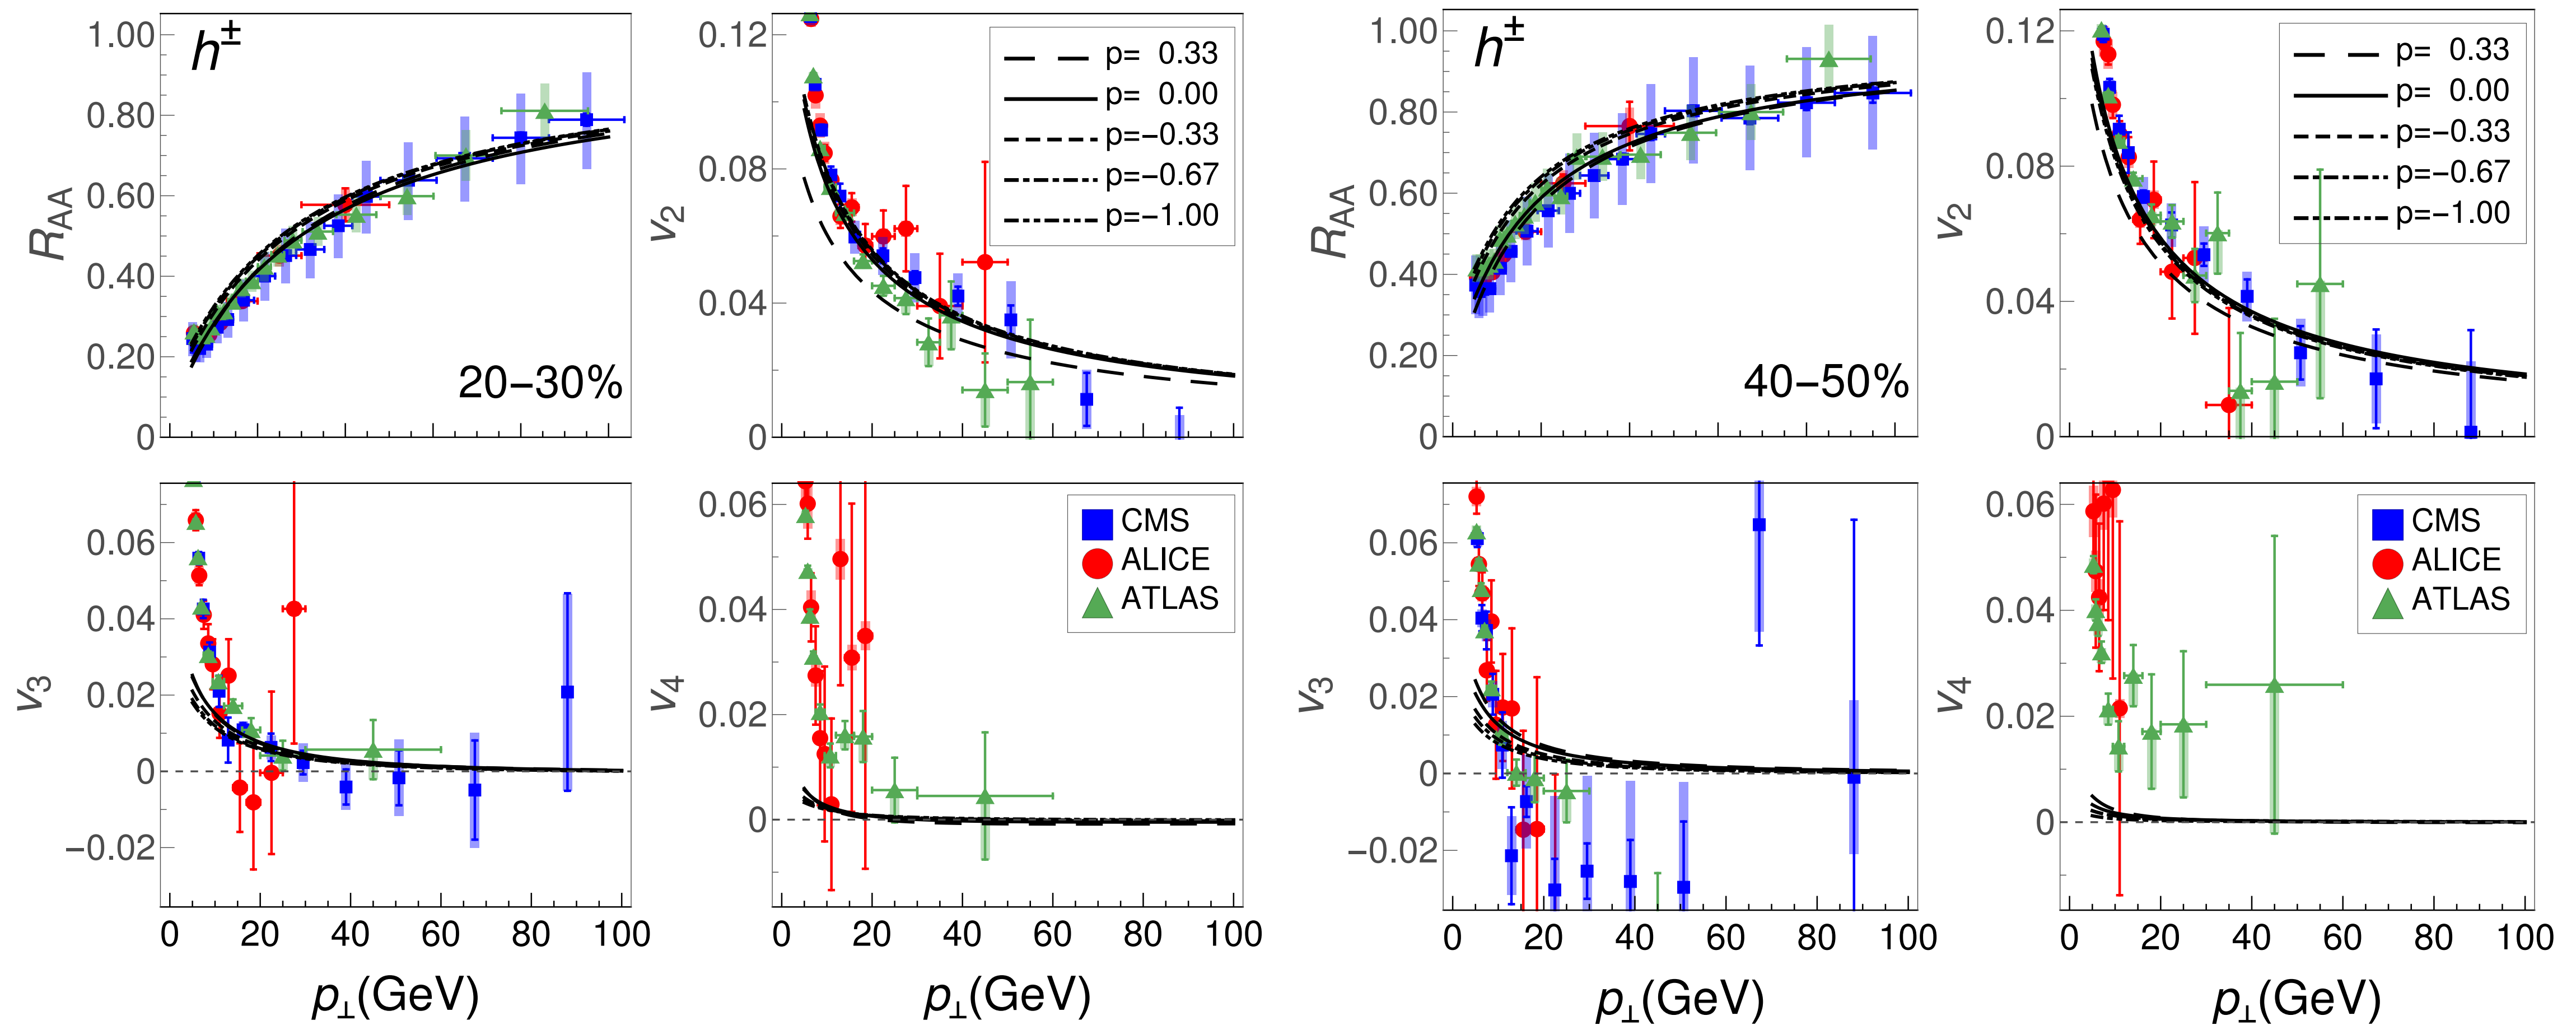 h±
R_AA
1.00
0.80
0.60
0.40
0.20
0
20−30%
v2
0.12
0.08
0.04
0
p= 0.33
p= 0.00
p=−0.33
p=−0.67
p=−1.00
h±
R_AA
1.00
0.80
0.60
0.40
0.20
0
40−50%
v2
0.12
0.08
0.04
0
p= 0.33
p= 0.00
p=−0.33
p=−0.67
p=−1.00
v3
0.06
0.04
0.02
0
−0.02
0 20 40 60 80 100
p⊥(GeV)
v4
0.06
0.04
0.02
0
CMS
ALICE
ATLAS
0 20 40 60 80 100
p⊥(GeV)
v3
0.06
0.04
0.02
0
−0.02
0 20 40 60 80 100
p⊥(GeV)
v4
0.06
0.04
0.02
0
CMS
ALICE
ATLAS
0 20 40 60 80 100
p⊥(GeV)